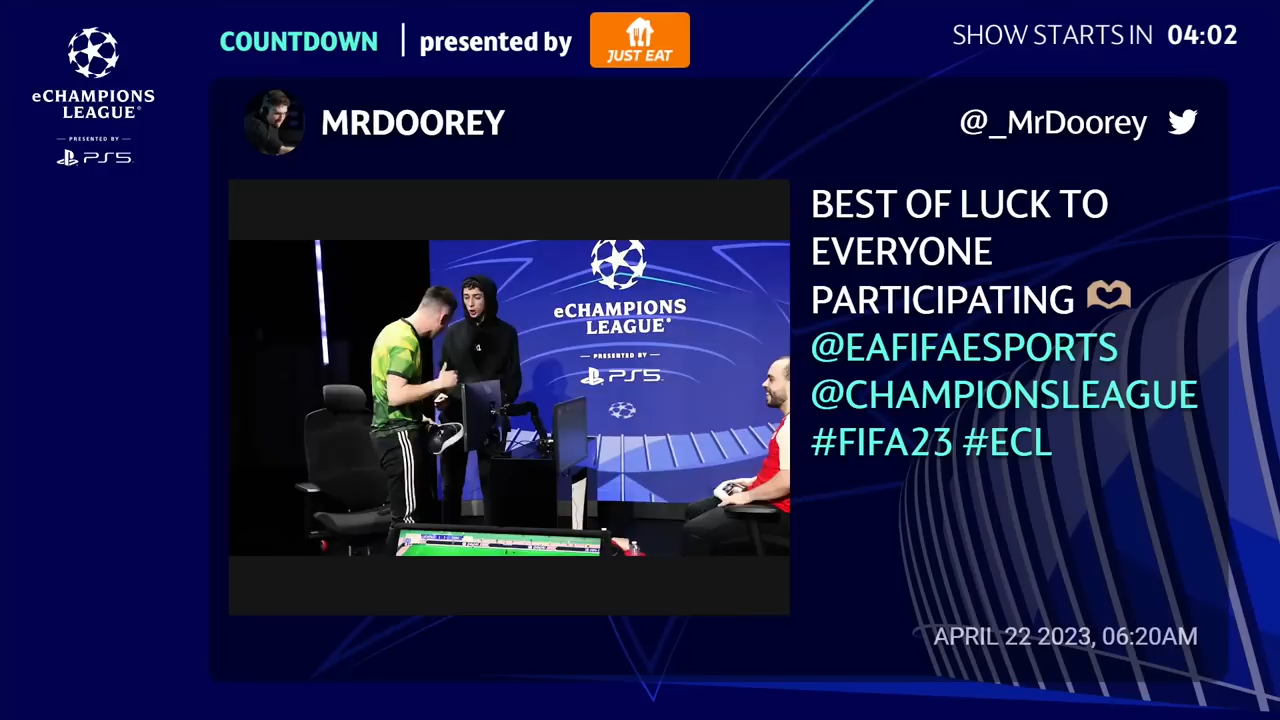 COUNTDOWN | presented by JUST EAT
SHOW STARTS IN 04:02
eCHAMPIONS
LEAGUE®
PRESENTED BY
PS5
MRDOOREY
@_MrDoorey
BEST OF LUCK TO
EVERYONE
PARTICIPATING 🫶🏼
@EAFIFAESPORTS
@CHAMPIONSLEAGUE
#FIFA23 #ECL
eCHAMPIONS
LEAGUE®
PRESENTED BY
PS5
APRIL 22 2023, 06:20AM